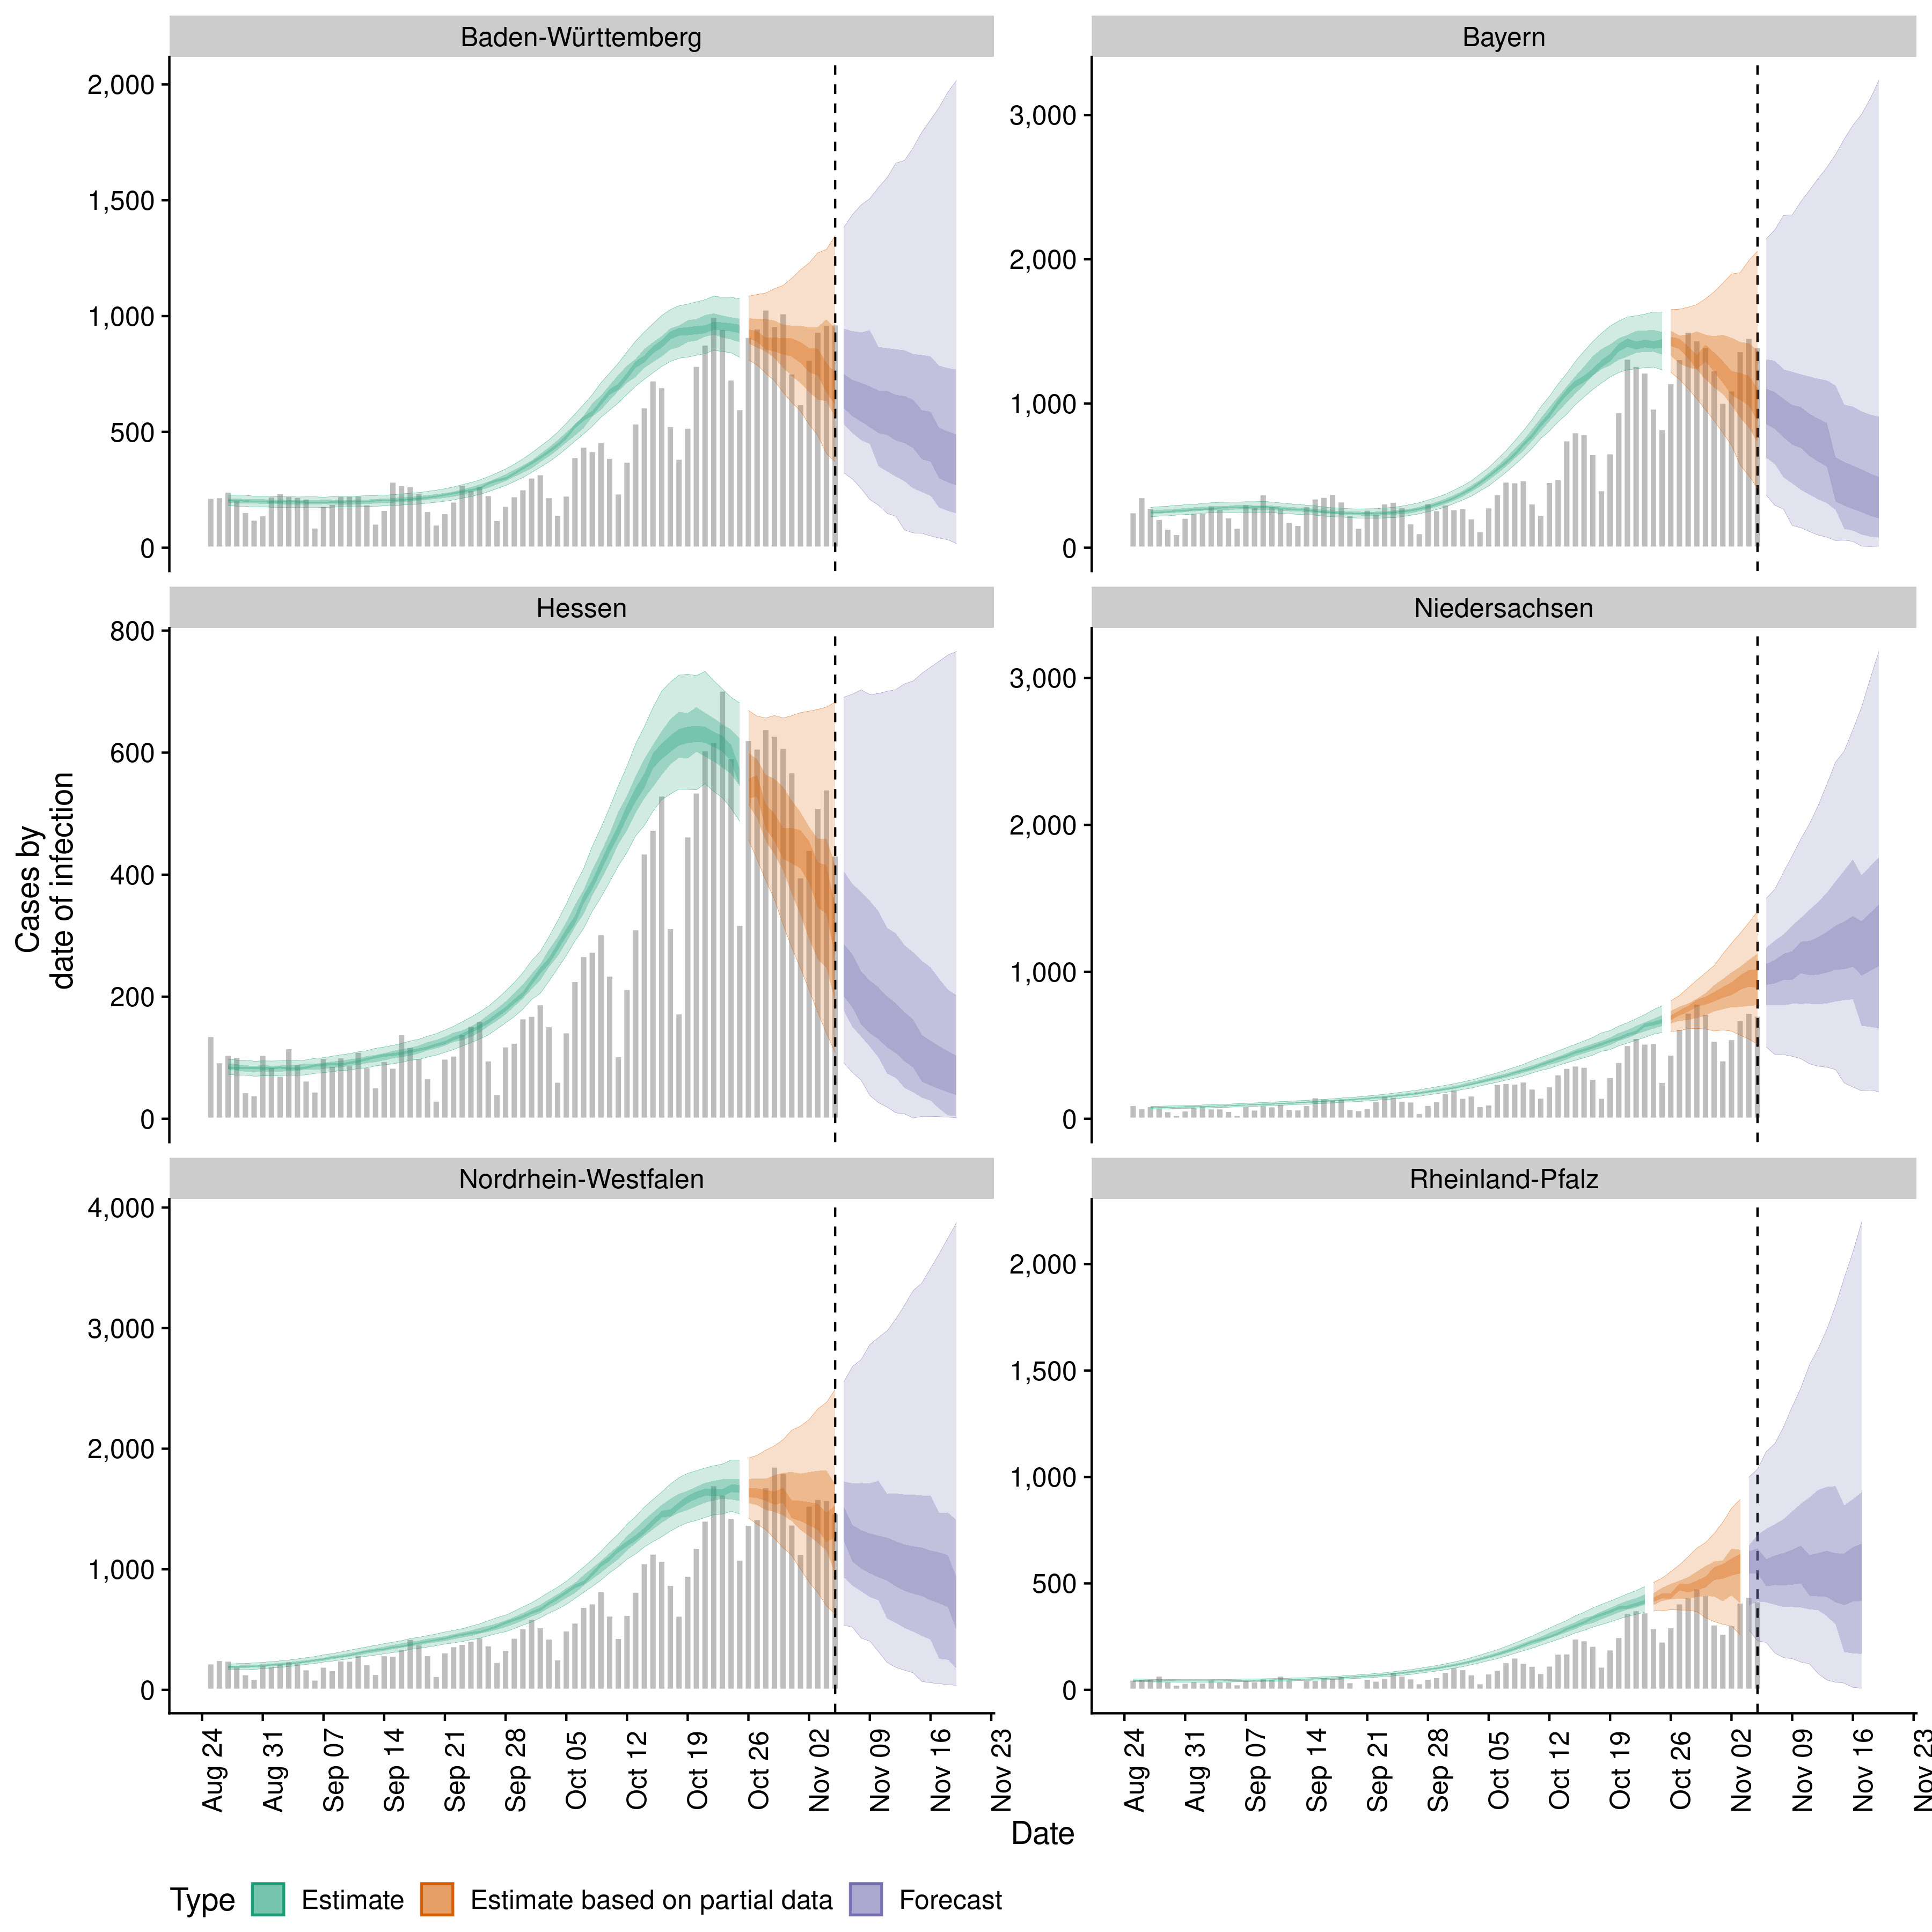 Baden-Württemberg
Bayern
2,000
1,500
1,000
500
0
3,000
2,000
1,000
0
Hessen
Niedersachsen
800
600
400
200
0
3,000
2,000
1,000
0
Cases by
date of infection
Nordrhein-Westfalen
Rheinland-Pfalz
4,000
3,000
2,000
1,000
0
2,000
1,500
1,000
500
0
Aug 24
Aug 31
Sep 07
Sep 14
Sep 21
Sep 28
Oct 05
Oct 12
Oct 19
Oct 26
Nov 02
Nov 09
Nov 16
Nov 23
Aug 24
Aug 31
Sep 07
Sep 14
Sep 21
Sep 28
Oct 05
Oct 12
Oct 19
Oct 26
Nov 02
Nov 09
Nov 16
Nov 23
Date
Type Estimate Estimate based on partial data Forecast